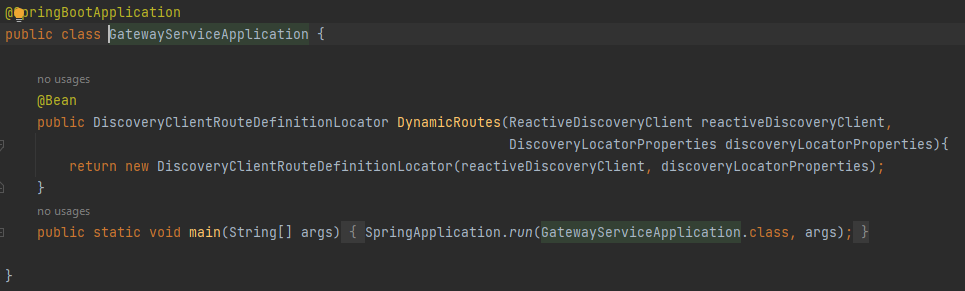 @SpringBootApplication
public class GatewayServiceApplication {
no usages
@Bean
public DiscoveryClientRouteDefinitionLocator DynamicRoutes(ReactiveDiscoveryClient reactiveDiscoveryClient,
DiscoveryLocatorProperties discoveryLocatorProperties){
return new DiscoveryClientRouteDefinitionLocator(reactiveDiscoveryClient, discoveryLocatorProperties);
}
no usages
public static void main(String[] args) { SpringApplication.run(GatewayServiceApplication.class, args); }
}